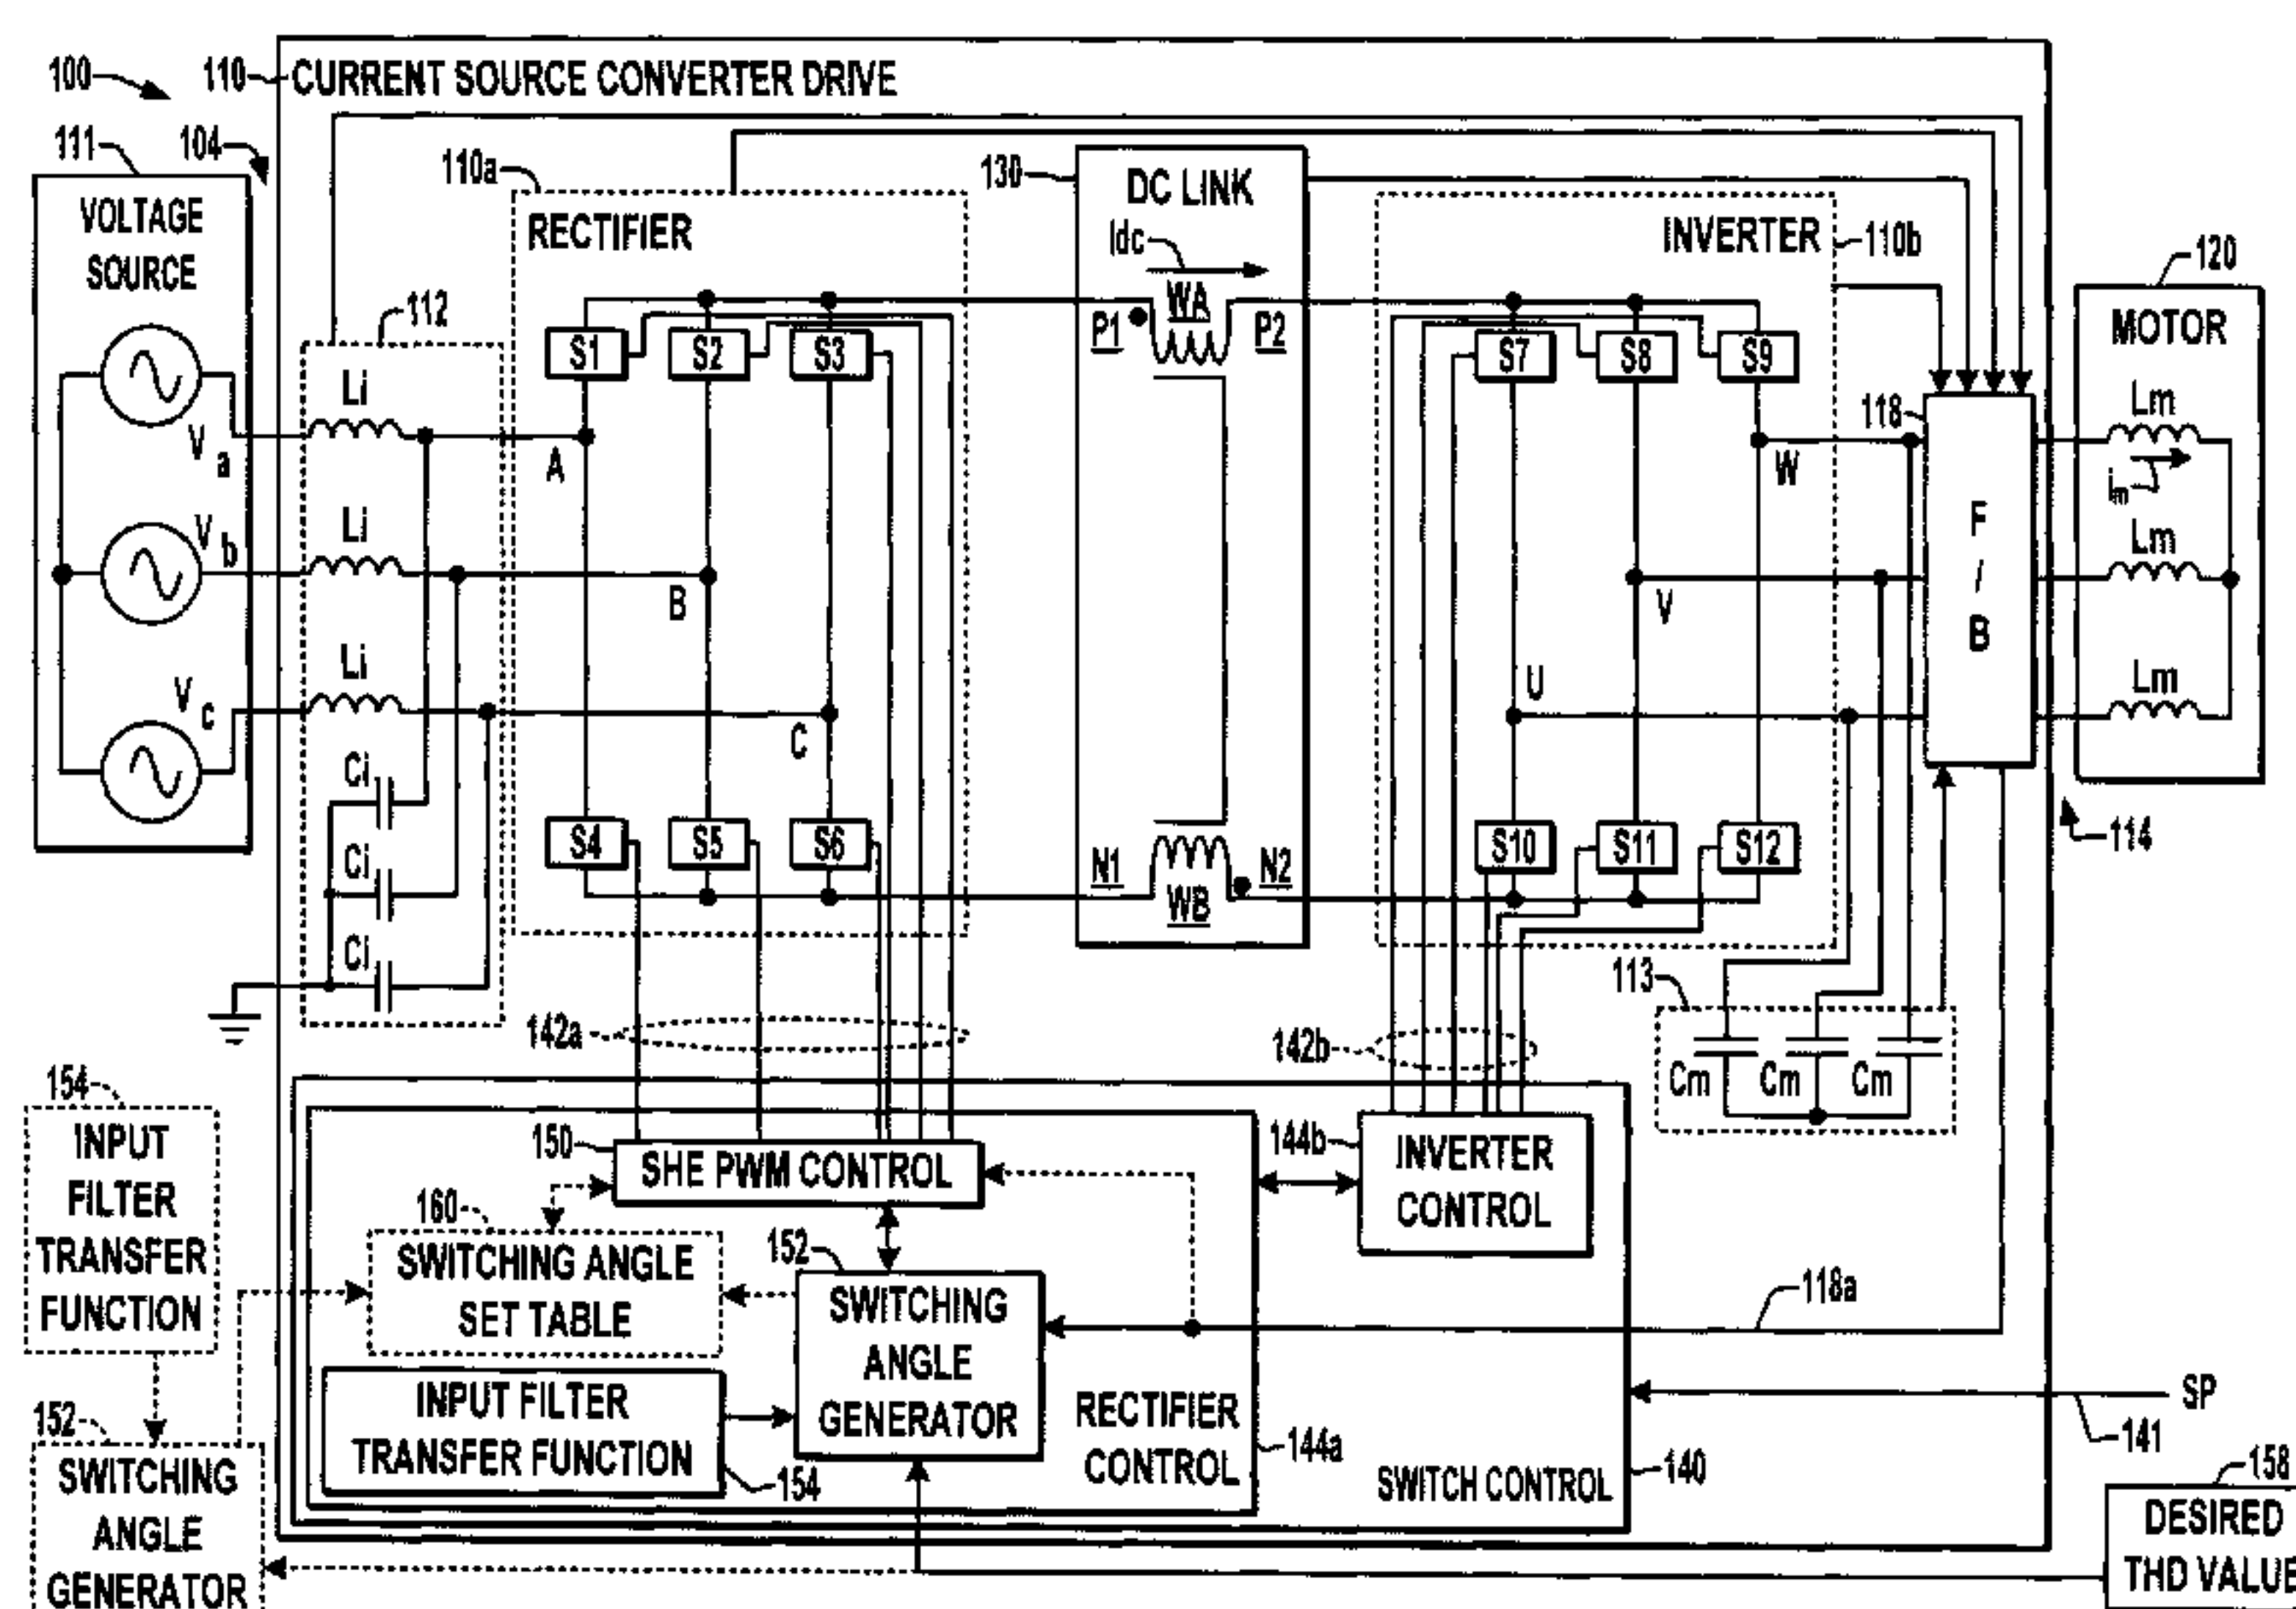 100
110
CURRENT SOURCE CONVERTER DRIVE
111
104
110a
130
DC LINK
Idc
WA
P1
P2
VOLTAGE
SOURCE
112
RECTIFIER
INVERTER
110b
120
MOTOR
S1
S2
S3
S7
S8
S9
118
Li
Va
A
W
Lm
im
Li
Vb
B
V
F
/
B
Lm
Li
Vc
C
U
Lm
Ci
Ci
Ci
S4
S5
S6
N1
N2
WB
S10
S11
S12
114
113
Cm
Cm
Cm
142a
142b
154
INPUT
FILTER
TRANSFER
FUNCTION
150
SHE PWM CONTROL
144b
INVERTER
CONTROL
160
SWITCHING ANGLE
SET TABLE
152
SWITCHING
ANGLE
GENERATOR
118a
INPUT FILTER
TRANSFER FUNCTION
154
RECTIFIER
CONTROL
144a
SWITCH CONTROL
140
SP
141
152
SWITCHING
ANGLE
GENERATOR
158
DESIRED
THD VALUE